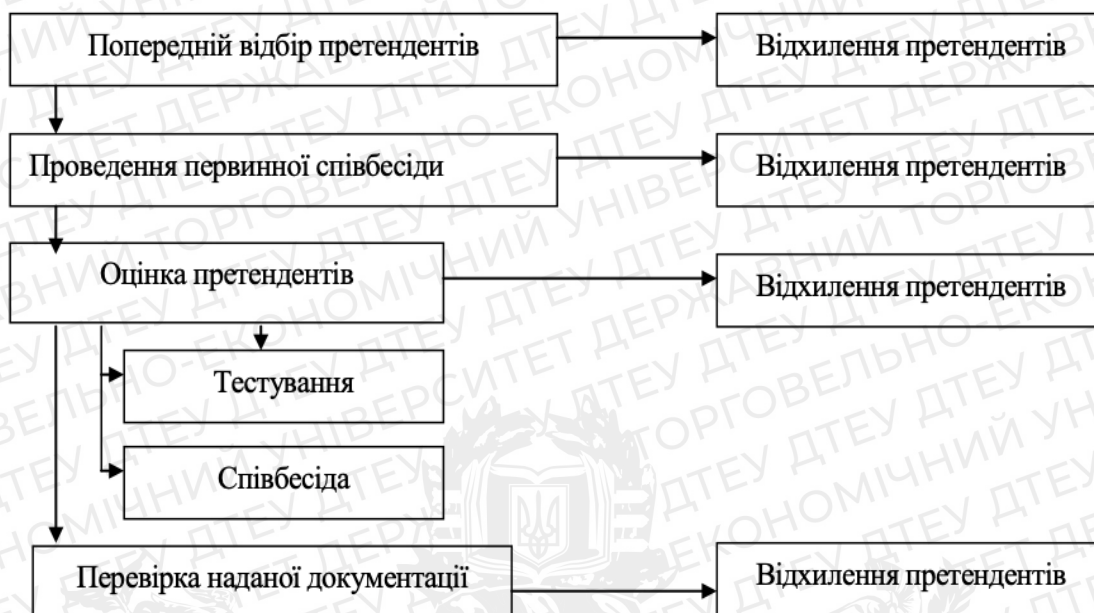 Попередній відбір претендентів
Відхилення претендентів
Проведення первинної співбесіди
Відхилення претендентів
Оцінка претендентів
Відхилення претендентів
Тестування
Співбесіда
Перевірка наданої документації
Відхилення претендентів